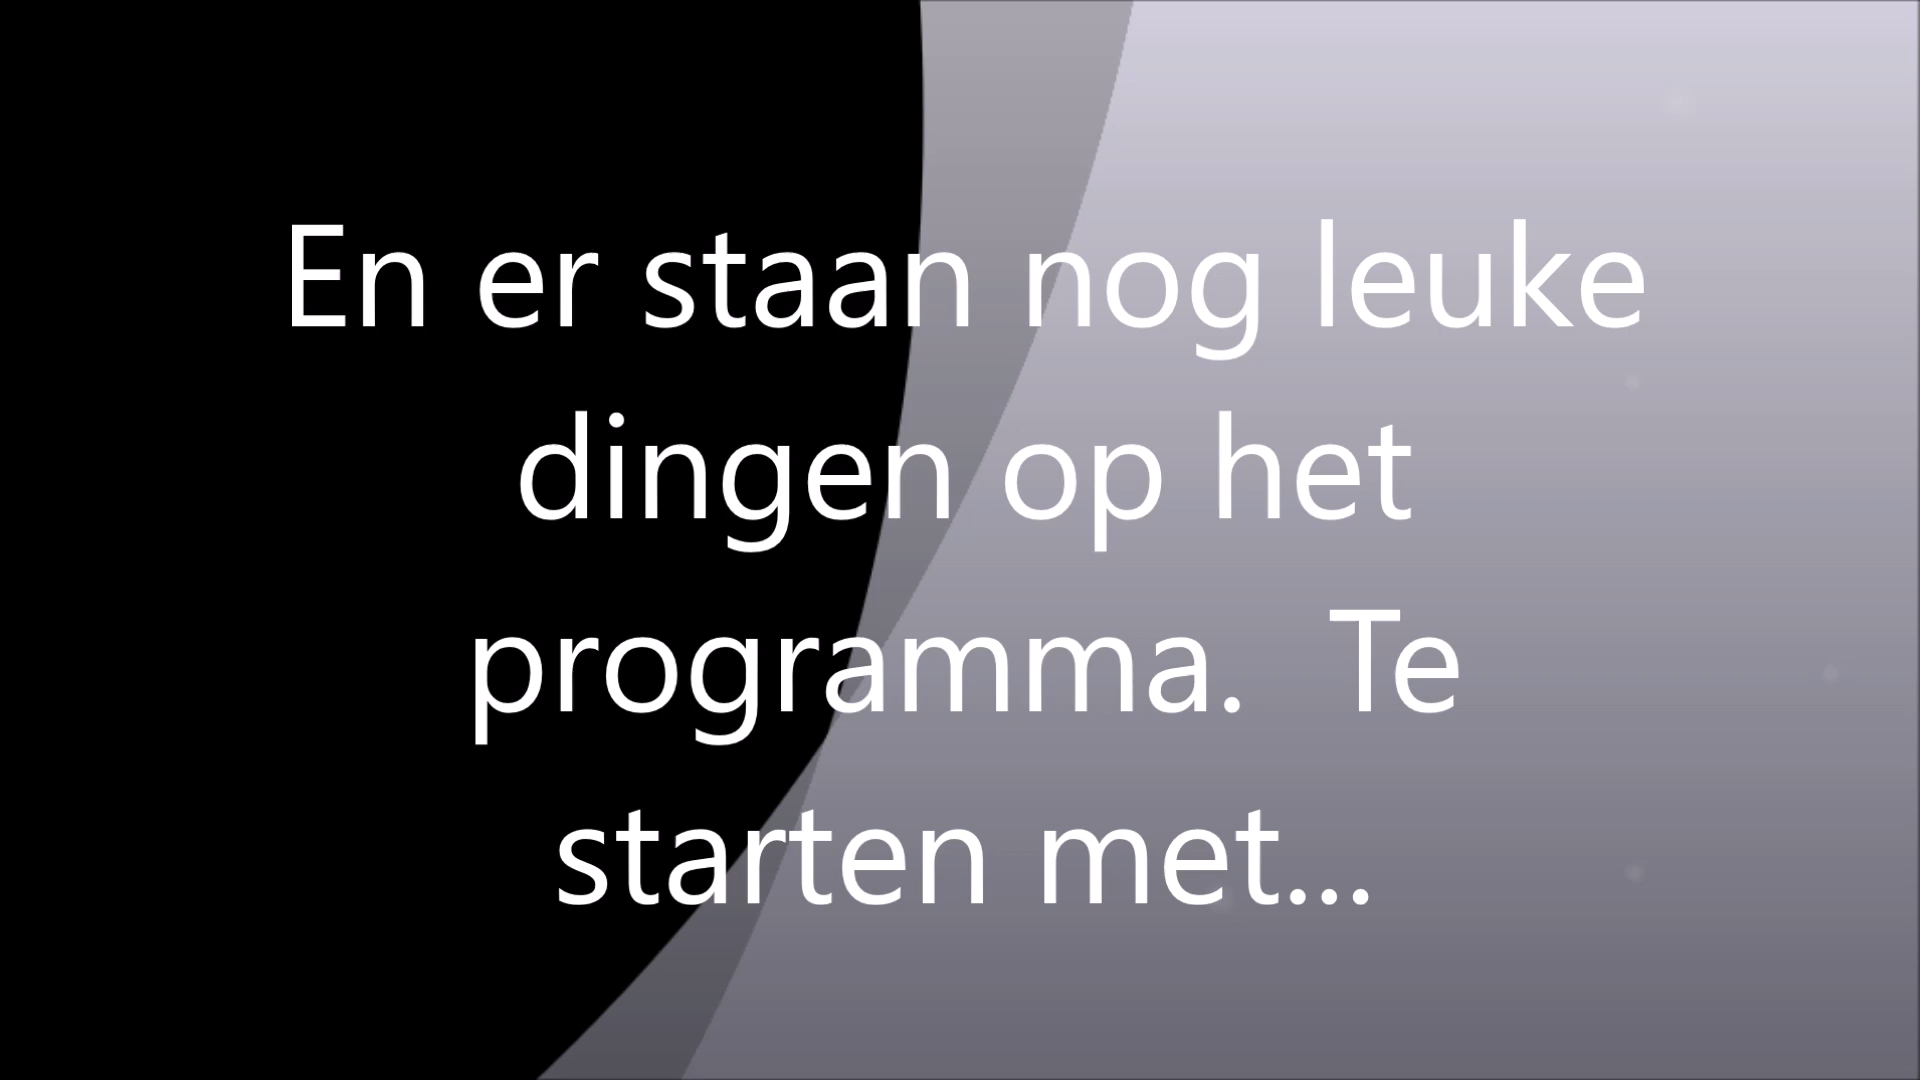 En er staan nog leuke
dingen op het
programma.  Te
starten met...